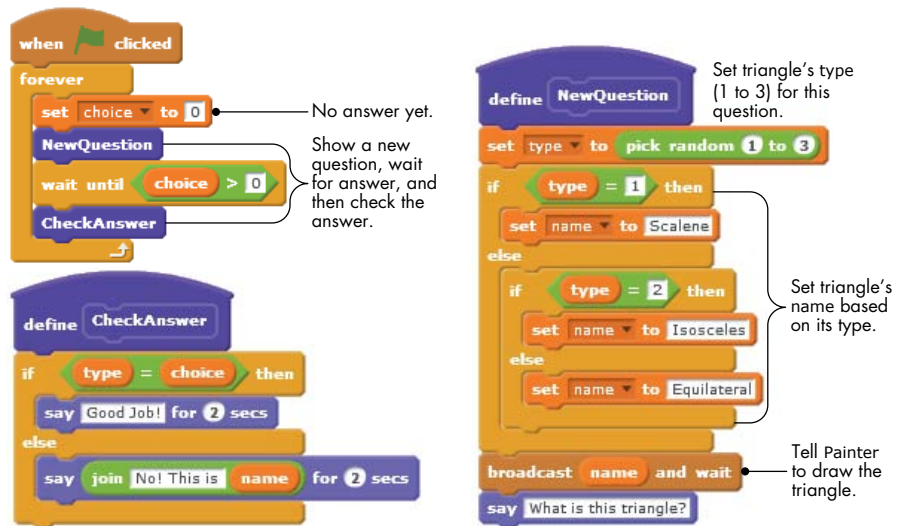 when clicked
forever
set choice to 0
No answer yet.
NewQuestion
wait until choice > 0
CheckAnswer
Show a new
question, wait
for answer, and
then check the
answer.
define CheckAnswer
if type = choice then
say Good Job! for 2 secs
else
say join No! This is name for 2 secs
define NewQuestion
Set triangle's type
(1 to 3) for this
question.
set type to pick random 1 to 3
if type = 1 then
set name to Scalene
else
if type = 2 then
set name to Isosceles
else
set name to Equilateral
Set triangle's
name based
on its type.
broadcast name and wait
Tell Painter
to draw the
triangle.
say What is this triangle?